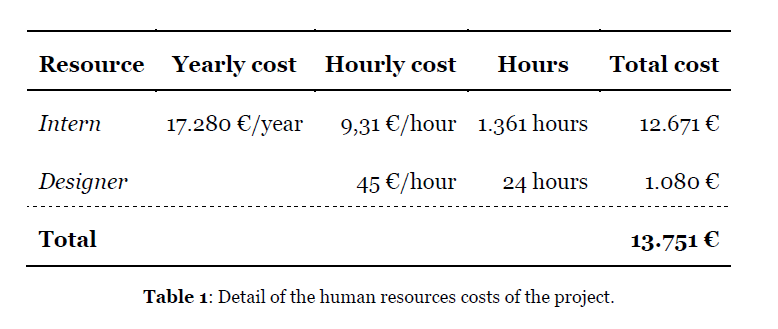 Resource Yearly cost Hourly cost Hours Total cost
Intern 17.280 €/year 9,31 €/hour 1.361 hours 12.671 €
Designer 45 €/hour 24 hours 1.080 €
Total 13.751 €
Table 1: Detail of the human resources costs of the project.